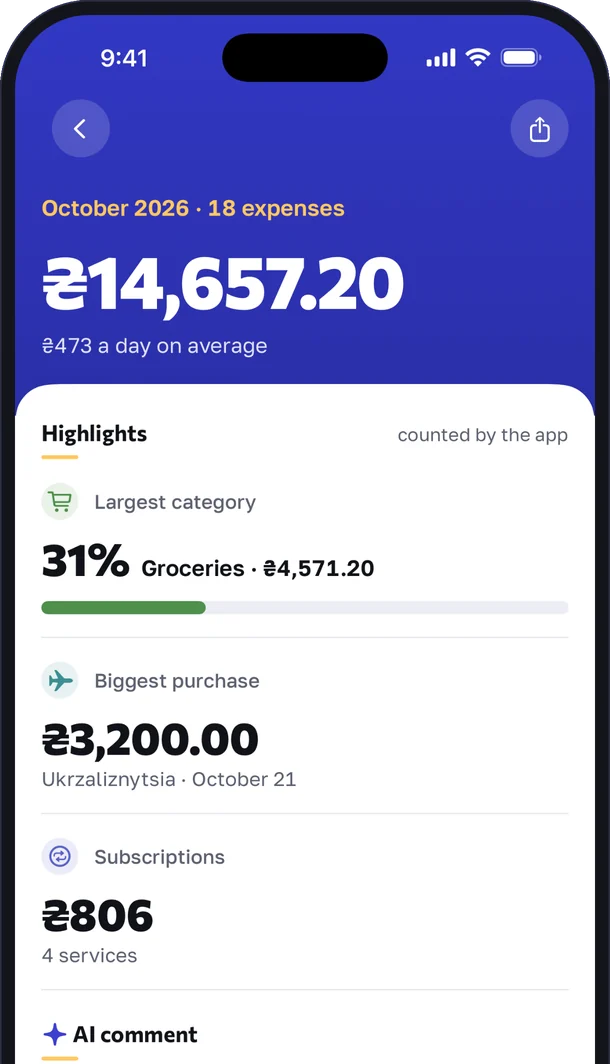 9:41
October 2026 · 18 expenses
₴14,657.20
₴473 a day on average
Highlights
counted by the app
Largest category
31% Groceries · ₴4,571.20
Biggest purchase
₴3,200.00
Ukrzaliznytsia · October 21
Subscriptions
₴806
4 services
AI comment